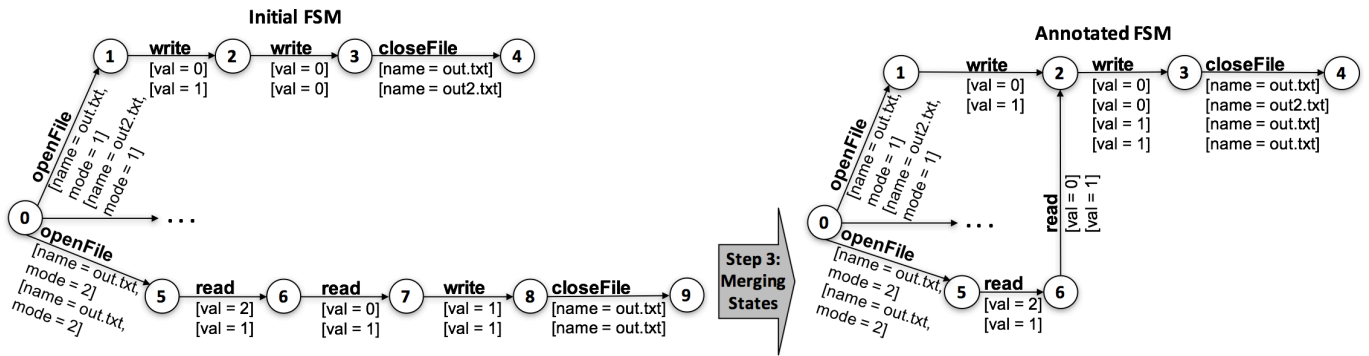 Initial FSM
1
write
[val = 0]
[val = 1]
2
write
[val = 0]
[val = 0]
3
closeFile
[name = out.txt]
[name = out2.txt]
4
openFile
[name = out.txt,
mode = 1]
[name = out2.txt,
mode = 1]
0
...
openFile
[name = out.txt,
mode = 2]
[name = out.txt,
mode = 2]
5
read
[val = 2]
[val = 1]
6
read
[val = 0]
[val = 1]
7
write
[val = 1]
[val = 1]
8
closeFile
[name = out.txt]
[name = out.txt]
9
Step 3:
Merging
States
Annotated FSM
1
write
[val = 0]
[val = 1]
2
write
[val = 0]
[val = 0]
[val = 1]
[val = 1]
3
closeFile
[name = out.txt]
[name = out2.txt]
[name = out.txt]
[name = out.txt]
4
openFile
[name = out.txt,
mode = 1]
[name = out2.txt,
mode = 1]
0
...
openFile
[name = out.txt,
mode = 2]
[name = out.txt,
mode = 2]
5
read
[val = 2]
[val = 1]
6
read
[val = 0]
[val = 1]